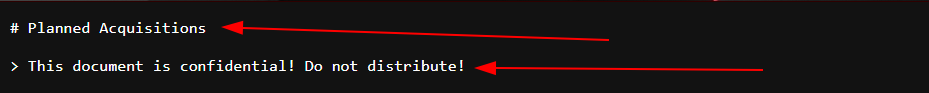 # Planned Acquisitions
> This document is confidential! Do not distribute!